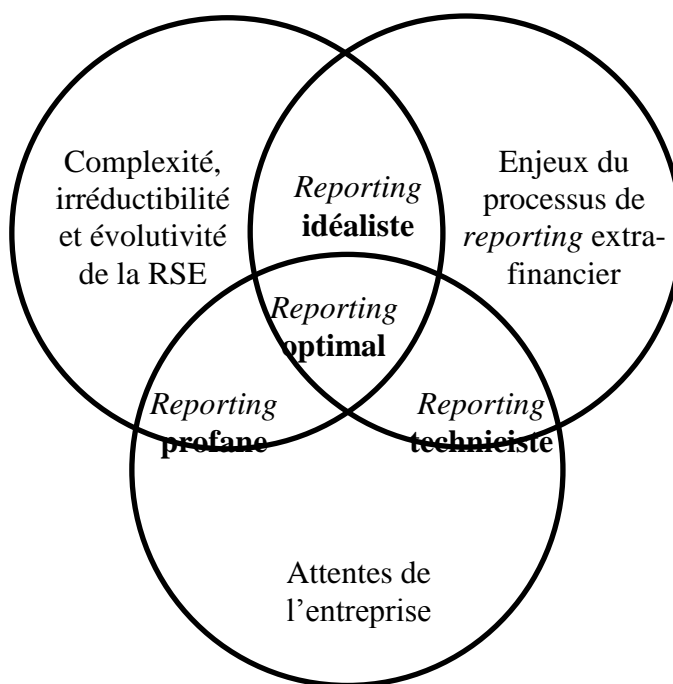 Complexité,
irréductibilité
et évolutivité
de la RSE
Reporting
idéaliste
Enjeux du
processus de
reporting extra-
financier
Reporting
optimal
Reporting
profane
Reporting
techniciste
Attentes de
l’entreprise